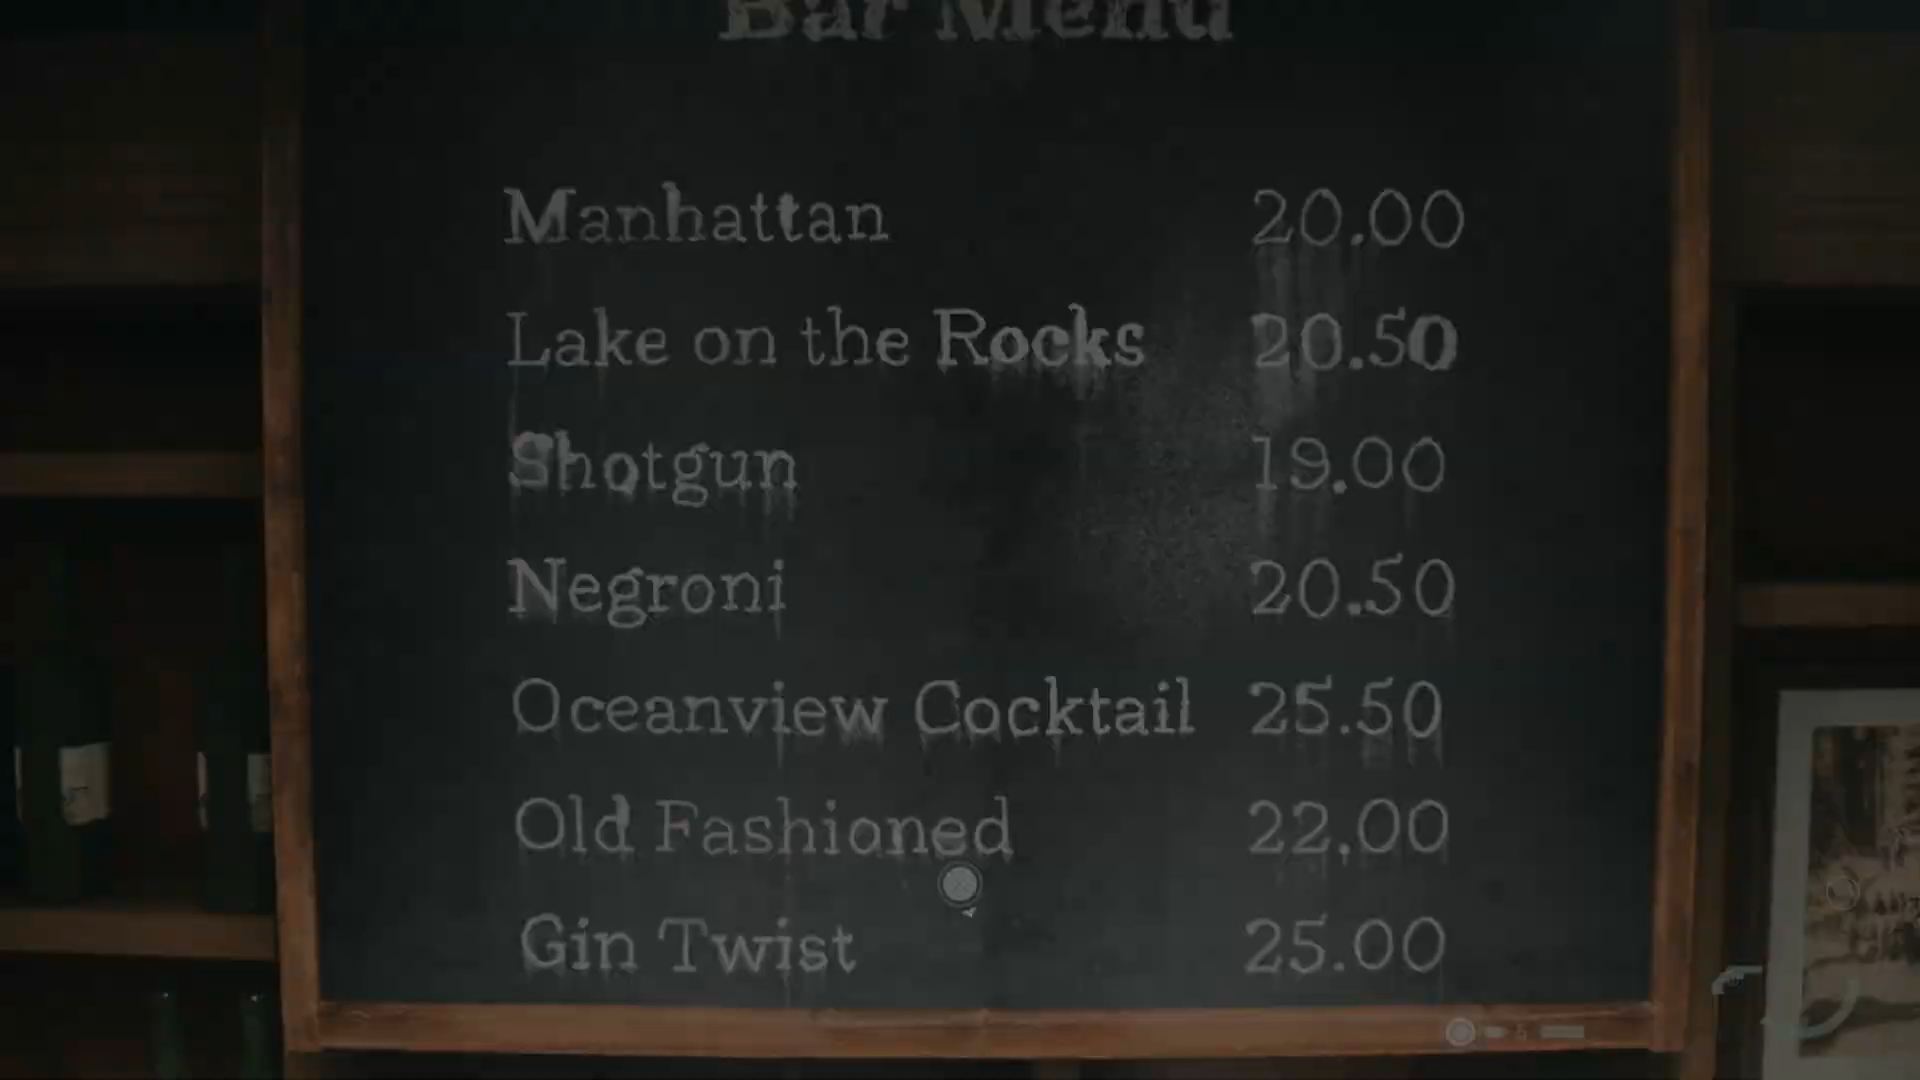 Bar Menu
Manhattan 20.00
Lake on the Rocks 20.50
Shotgun 19.00
Negroni 20.50
Oceanview Cocktail 25.50
Old Fashioned 22.00
Gin Twist 25.00
5